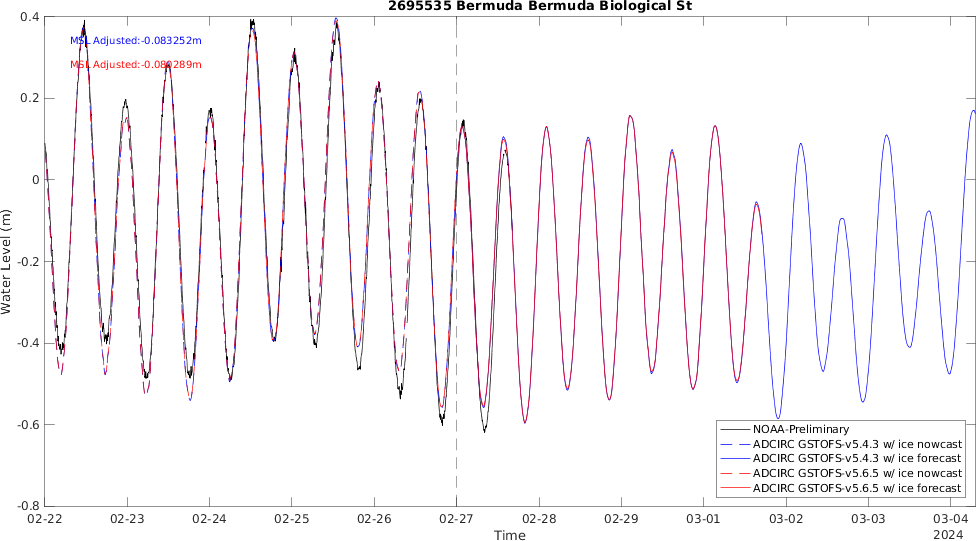 2695535 Bermuda Bermuda Biological St
MSL Adjusted:-0.083252m
MSL Adjusted:-0.080289m
0.4
0.2
0
-0.2
-0.4
-0.6
-0.8
Water Level (m)
NOAA-Preliminary
ADCIRC GSTOFS-v5.4.3 w/ ice nowcast
ADCIRC GSTOFS-v5.4.3 w/ ice forecast
ADCIRC GSTOFS-v5.6.5 w/ ice nowcast
ADCIRC GSTOFS-v5.6.5 w/ ice forecast
02-22 02-23 02-24 02-25 02-26 02-27 02-28 02-29 03-01 03-02 03-03 03-04
Time
2024